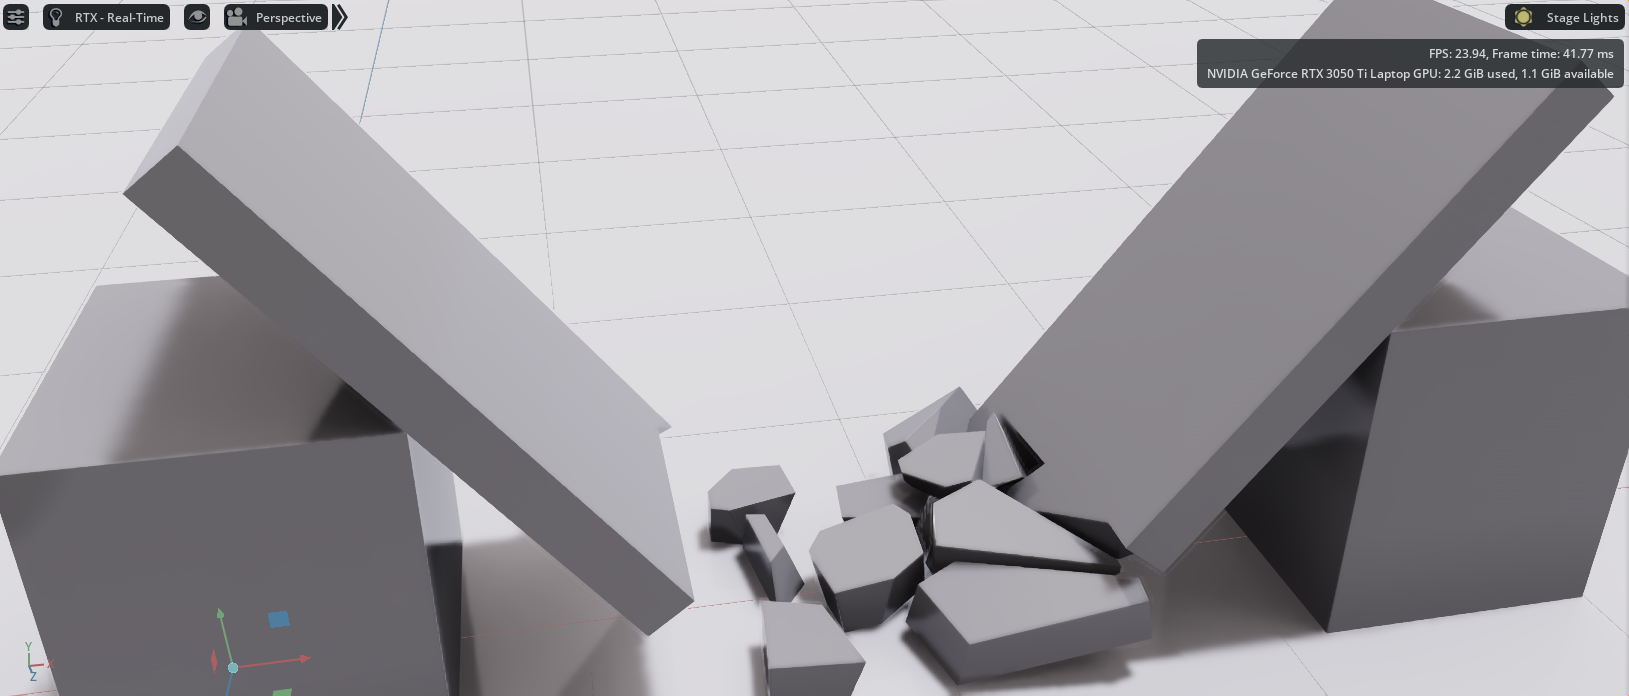 RTX - Real-Time
Perspective
Stage Lights
FPS: 23.94, Frame time: 41.77 ms
NVIDIA GeForce RTX 3050 Ti Laptop GPU: 2.2 GiB used, 1.1 GiB available
Y
X
Z